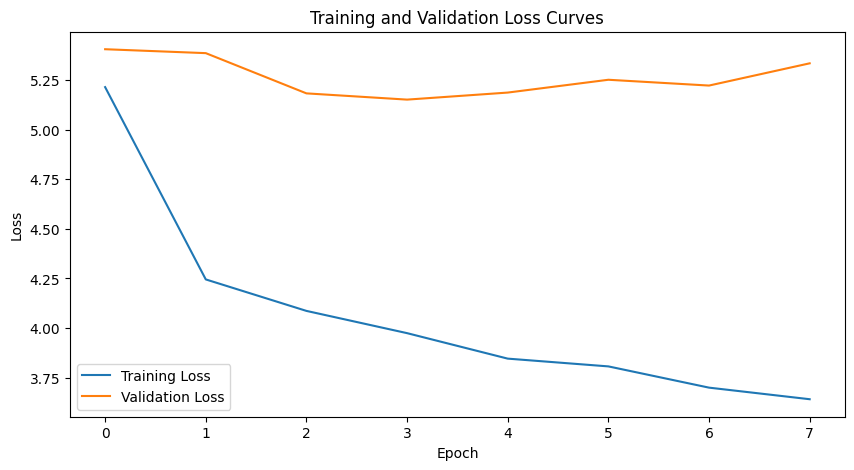 Training and Validation Loss Curves
Loss
5.25
5.00
4.75
4.50
4.25
4.00
3.75
Training Loss
Validation Loss
0 1 2 3 4 5 6 7
Epoch